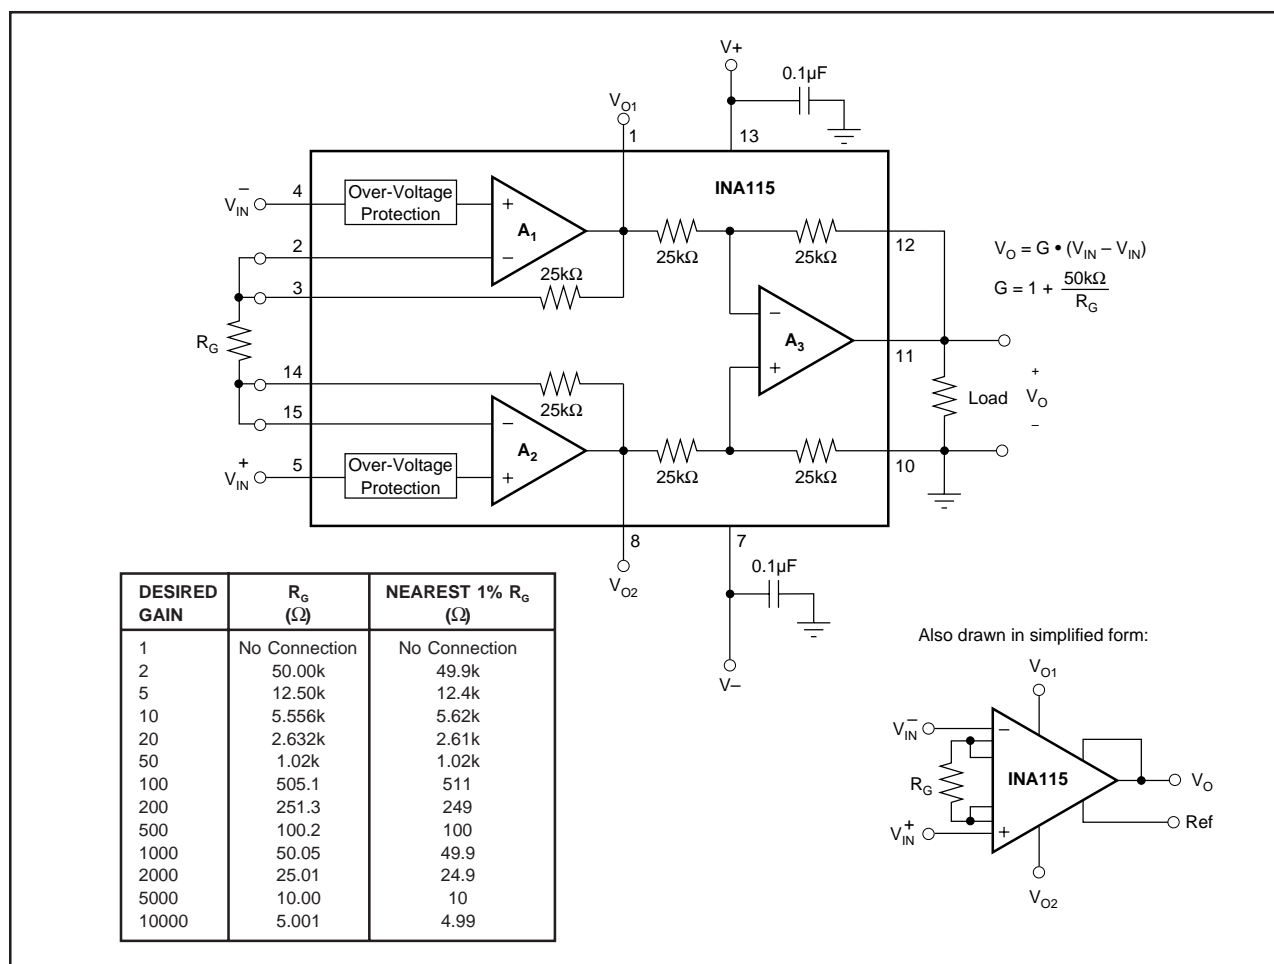 V+
0.1µF
V_O1
1
13
INA115
V_IN^–
4
Over-Voltage
Protection
+
A_1
–
2
3
25kΩ
25kΩ
25kΩ
12
V_O = G • (V_IN – V_IN)
G = 1 + 50kΩ/R_G
R_G
–
A_3
+
11
14
15
25kΩ
–
A_2
+
Load
+
V_O
–
V_IN^+
5
Over-Voltage
Protection
25kΩ
25kΩ
10
8
7
V_O2
0.1µF
V–
DESIRED GAIN | R_G (Ω) | NEAREST 1% R_G (Ω)
1 | No Connection | No Connection
2 | 50.00k | 49.9k
5 | 12.50k | 12.4k
10 | 5.556k | 5.62k
20 | 2.632k | 2.61k
50 | 1.02k | 1.02k
100 | 505.1 | 511
200 | 251.3 | 249
500 | 100.2 | 100
1000 | 50.05 | 49.9
2000 | 25.01 | 24.9
5000 | 10.00 | 10
10000 | 5.001 | 4.99
Also drawn in simplified form:
V_O1
V_IN^–
–
R_G
INA115
V_O
V_IN^+
+
Ref
V_O2